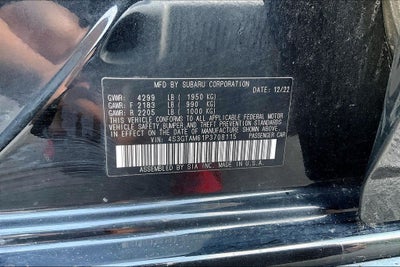 MFD BY SUBARU CORPORATION DATE: 12/22
GVWR: 4299 LB ( 1950 KG)
GAWR: F 2183 LB ( 990 KG)
GAWR: R 2205 LB ( 1000 KG)
THIS VEHICLE CONFORMS TO ALL APPLICABLE FEDERAL MOTOR
VEHICLE SAFETY, BUMPER, AND THEFT PREVENTION STANDARDS
IN EFFECT ON THE DATE OF MANUFACTURE SHOWN ABOVE.
VIN: 4S3GTAM61P3708115 PASSENGER CAR
ASSEMBLED BY SIA INC. MADE IN U.S.A.